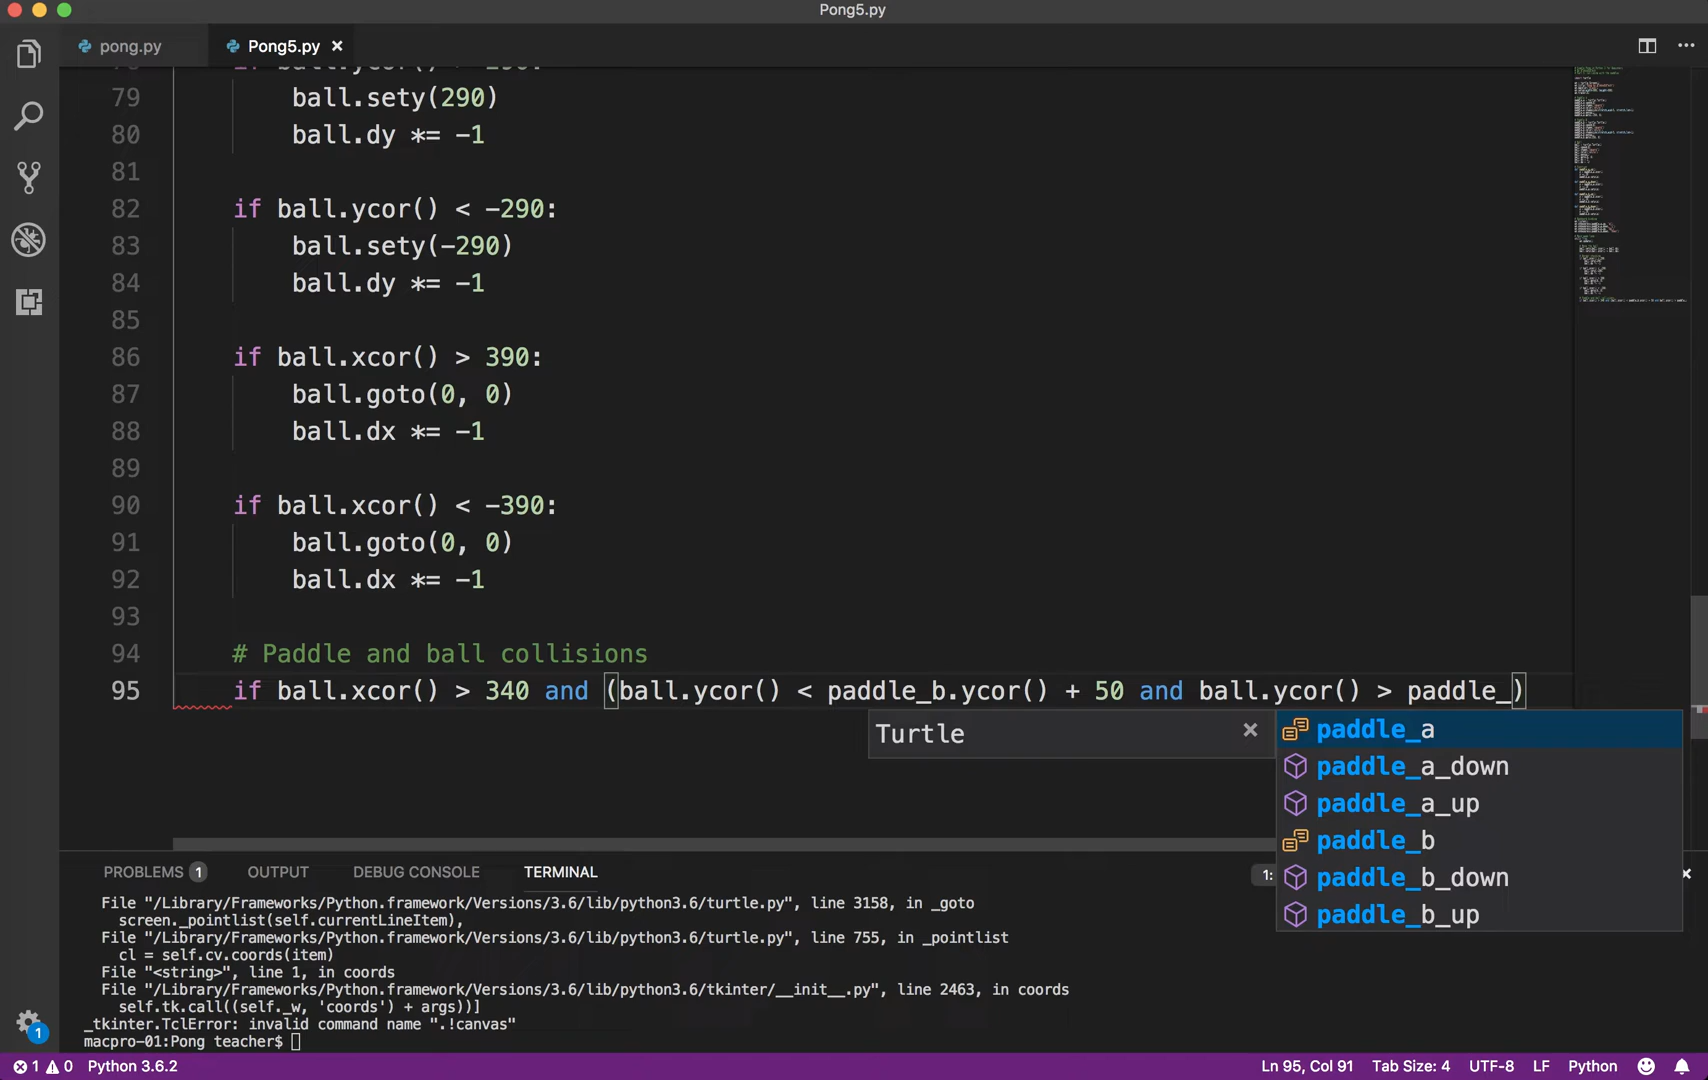 Pong5.py
pong.py
Pong5.py ×
79 ball.sety(290)
80 ball.dy *= -1
81
82 if ball.ycor() < -290:
83 ball.sety(-290)
84 ball.dy *= -1
85
86 if ball.xcor() > 390:
87 ball.goto(0, 0)
88 ball.dx *= -1
89
90 if ball.xcor() < -390:
91 ball.goto(0, 0)
92 ball.dx *= -1
93
94 # Paddle and ball collisions
95 if ball.xcor() > 340 and (ball.ycor() < paddle_b.ycor() + 50 and ball.ycor() > paddle_)
Turtle ×
paddle_a
paddle_a_down
paddle_a_up
paddle_b
paddle_b_down
paddle_b_up
PROBLEMS 1 OUTPUT DEBUG CONSOLE TERMINAL 1:
File "/Library/Frameworks/Python.framework/Versions/3.6/lib/python3.6/turtle.py", line 3158, in _goto
screen._pointlist(self.currentLineItem),
File "/Library/Frameworks/Python.framework/Versions/3.6/lib/python3.6/turtle.py", line 755, in _pointlist
cl = self.cv.coords(item)
File "<string>", line 1, in coords
File "/Library/Frameworks/Python.framework/Versions/3.6/lib/python3.6/tkinter/__init__.py", line 2463, in coords
self.tk.call((self._w, 'coords') + args))]
_tkinter.TclError: invalid command name ".!canvas"
macpro-01:Pong teacher$
1
1 0 Python 3.6.2 Ln 95, Col 91 Tab Size: 4 UTF-8 LF Python